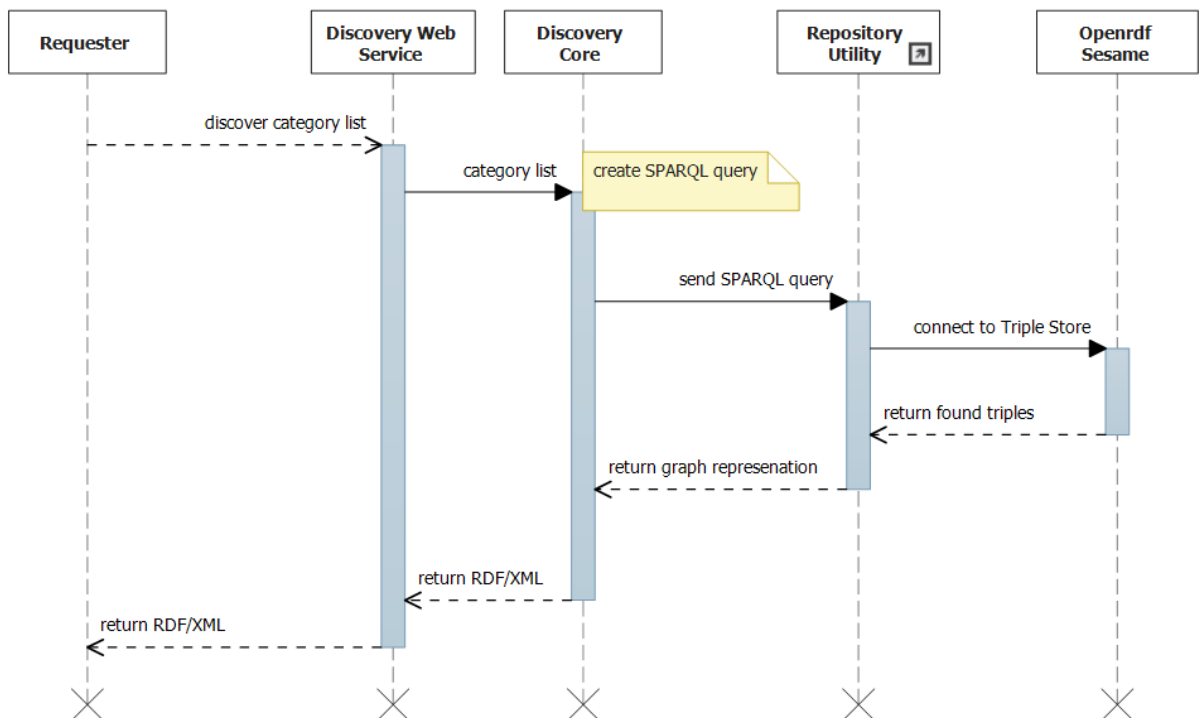 Requester
Discovery Web
Service
Discovery
Core
Repository
Utility
Openrdf
Sesame
discover category list
category list
create SPARQL query
send SPARQL query
connect to Triple Store
return found triples
return graph represenation
return RDF/XML
return RDF/XML